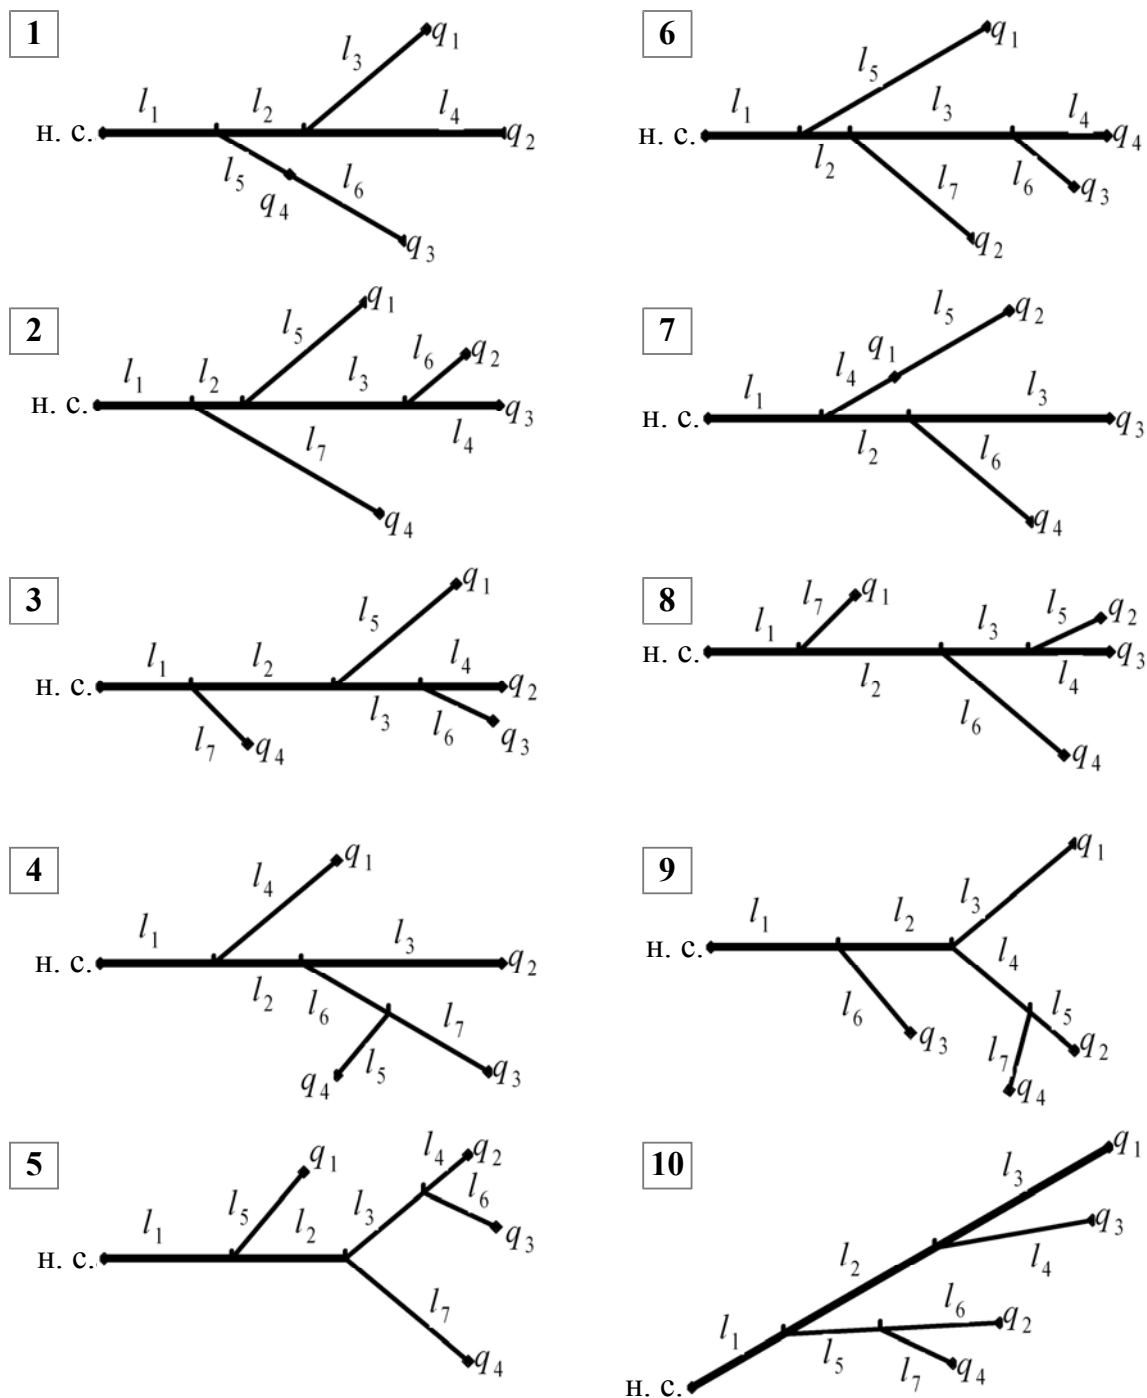 1
l₃ q₁
l₁ l₂ l₄
н. с. q₂
l₅ l₆
q₄
q₃
2
q₁
l₅ l₆ q₂
l₁ l₂ l₃
н. с. q₃
l₇ l₄
q₄
3
q₁
l₅
l₁ l₂ l₄
н. с. q₂
l₃
l₇ q₄ l₆ q₃
4
q₁
l₄
l₁ l₃
н. с. q₂
l₂ l₆ l₇
q₄ l₅ q₃
5
q₁ l₄ q₂
l₁ l₅ l₂ l₃ l₆
q₃
н. с.
l₇
q₄
6
q₁
l₅
l₁ l₃ l₄
н. с. q₄
l₂ l₇ l₆ q₃
q₂
7
l₅ q₂
q₁
l₁ l₄ l₃
н. с. q₃
l₂ l₆
q₄
8
l₇ q₁
l₁ l₃ l₅ q₂
н. с. q₃
l₂ l₄
l₆
q₄
9
q₁
l₃
l₁ l₂
н. с. l₄
l₆ l₅
q₃ l₇ q₂
q₄
10
q₁
l₃
q₃
l₂ l₄
l₁ l₆ q₂
l₅ l₇ q₄
н. с.